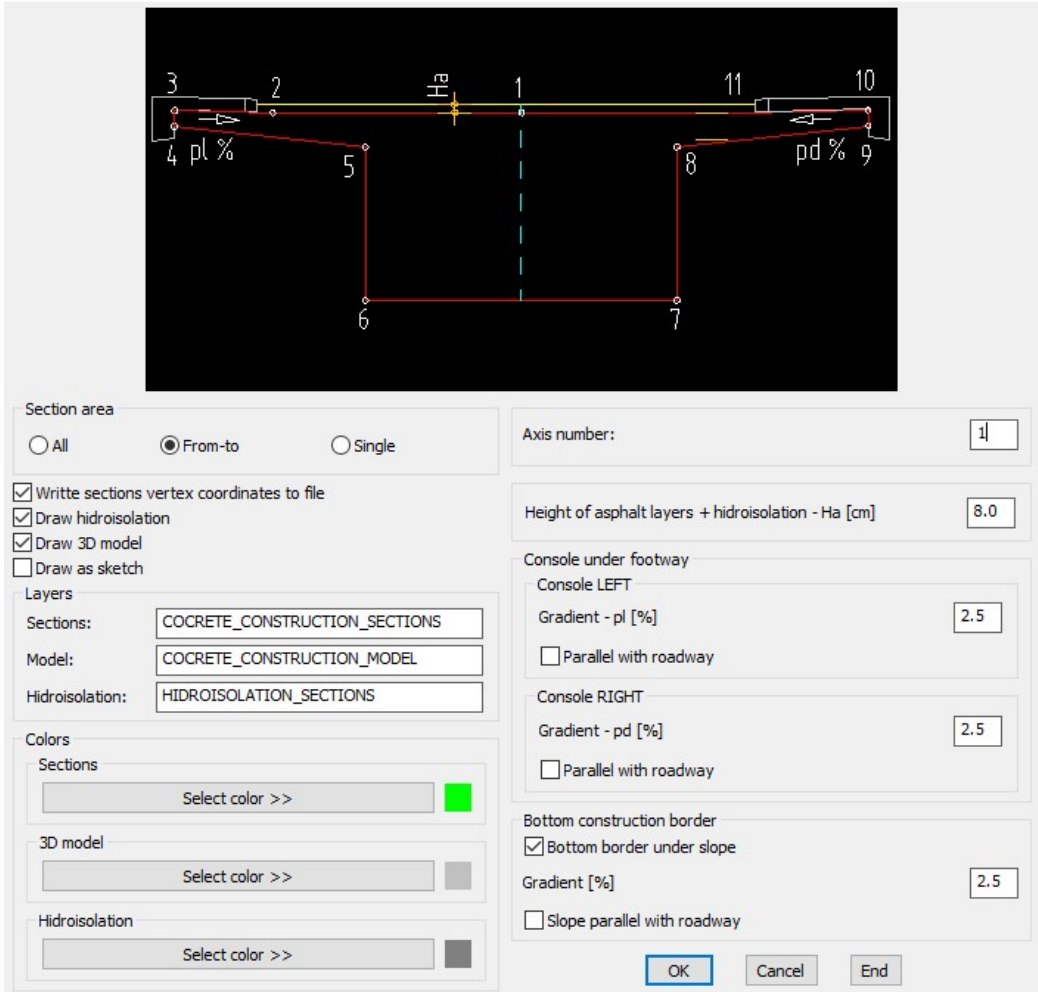 3 2 Ha 1 11 10
4 pl % 5 8 pd % 9
6 7
Section area
All From-to Single
Writte sections vertex coordinates to file
Draw hidroisolation
Draw 3D model
Draw as sketch
Layers
Sections: COCRETE_CONSTRUCTION_SECTIONS
Model: COCRETE_CONSTRUCTION_MODEL
Hidroisolation: HIDROISOLATION_SECTIONS
Colors
Sections
Select color >>
3D model
Select color >>
Hidroisolation
Select color >>
Axis number: 1
Height of asphalt layers + hidroisolation - Ha [cm] 8.0
Console under footway
Console LEFT
Gradient - pl [%] 2.5
Parallel with roadway
Console RIGHT
Gradient - pd [%] 2.5
Parallel with roadway
Bottom construction border
Bottom border under slope
Gradient [%] 2.5
Slope parallel with roadway
OK Cancel End